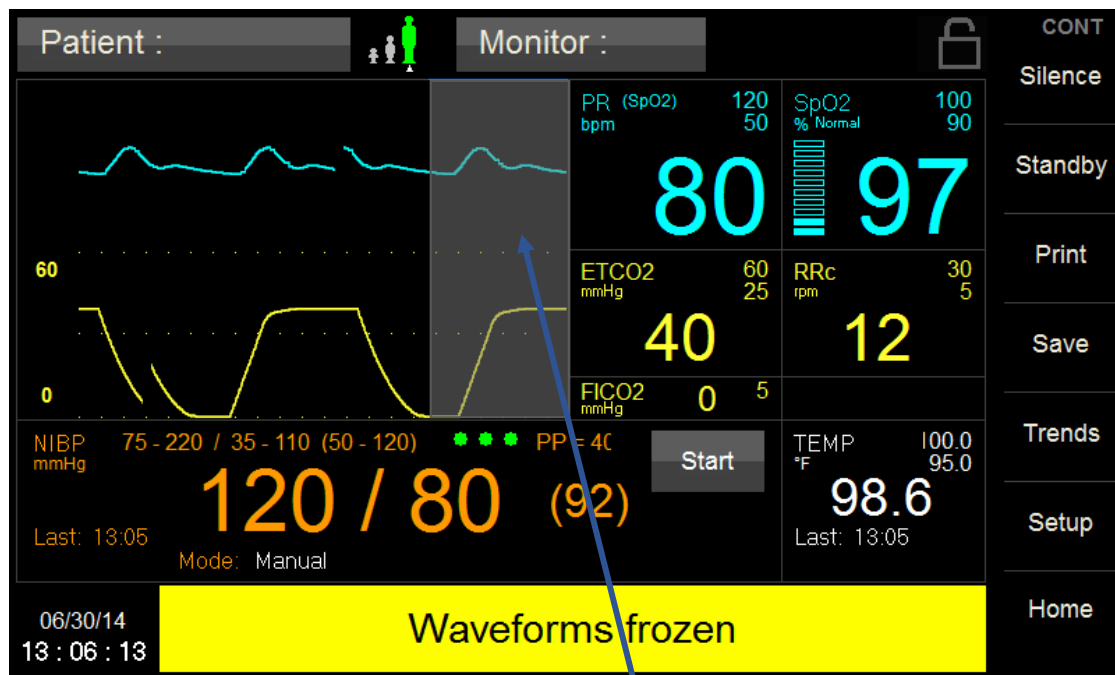 Patient :
Monitor :
CONT
Silence
Standby
Print
Save
Trends
Setup
Home
PR (SpO2) 120
bpm 50
80
SpO2 100
% Normal 90
97
60
0
ETCO2 60
mmHg 25
40
RRc 30
rpm 5
12
FICO2 5
mmHg 0
NIBP 75 - 220 / 35 - 110 (50 - 120) PP = 40
mmHg
120 / 80 (92)
Last: 13:05
Mode: Manual
Start
TEMP 100.0
°F 95.0
98.6
Last: 13:05
06/30/14
13 : 06 : 13
Waveforms frozen